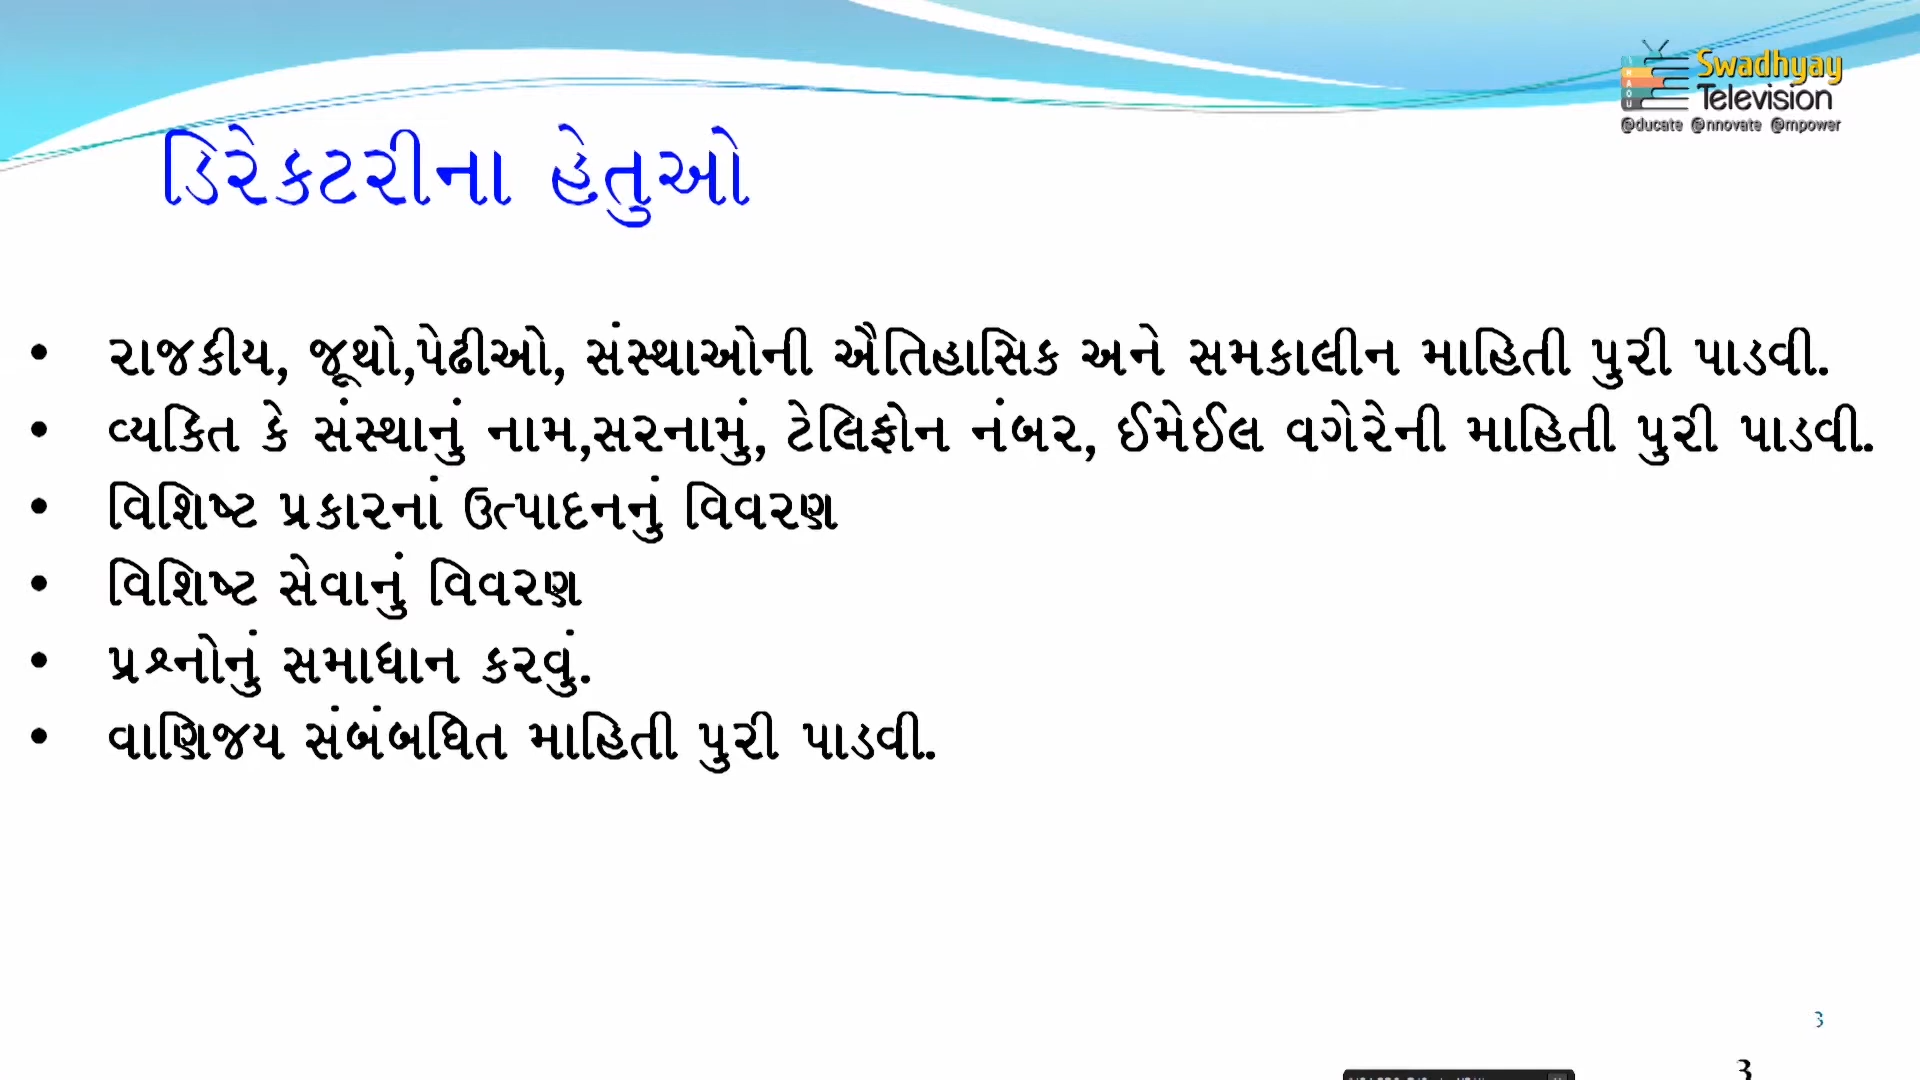 Swadhyay
Television
@ducate @nnovate @mpower
ડિરેકટરીના હેતુઓ
• રાજકીય, જૂથો,પેઢીઓ, સંસ્થાઓની ઐતિહાસિક અને સમકાલીન માહિતી પુરી પાડવી.
• વ્યકિત કે સંસ્થાનું નામ,સરનામું, ટેલિફોન નંબર, ઈમેઈલ વગેરેની માહિતી પુરી પાડવી.
• વિશિષ્ટ પ્રકારનાં ઉત્પાદનનું વિવરણ
• વિશિષ્ટ સેવાનું વિવરણ
• પ્રશ્નોનું સમાધાન કરવું.
• વાણિજય સંબંબધિત માહિતી પુરી પાડવી.
3
3